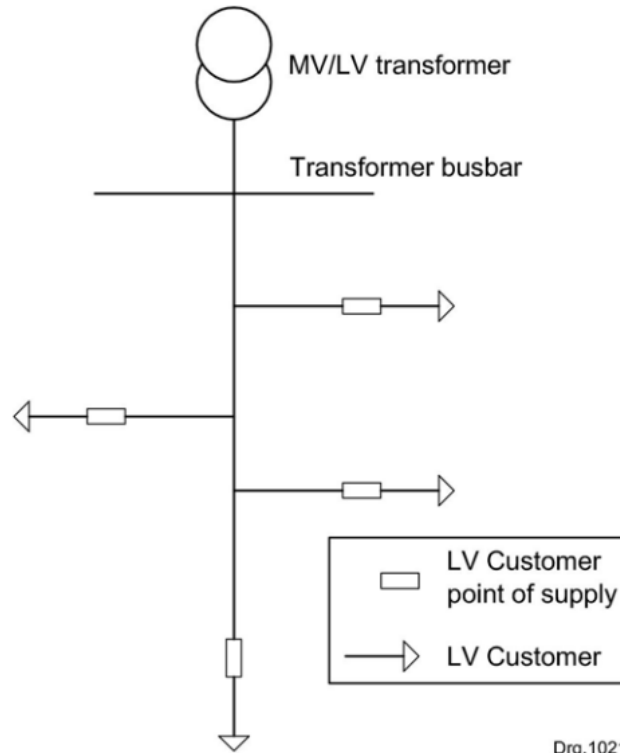 MV/LV transformer
Transformer busbar
LV Customer
point of supply
LV Customer